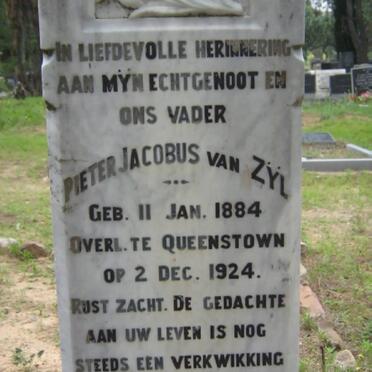 IN LIEFDEVOLLE HERINNERING
AAN MYN ECHTGENOOT EN
ONS VADER
PIETER JACOBUS VAN ZYL
GEB. 11 JAN. 1884
OVERL. TE QUEENSTOWN
OP 2 DEC. 1924.
RUST ZACHT. DE GEDACHTE
AAN UW LEVEN IS NOG
STEEDS EEN VERKWIKKING